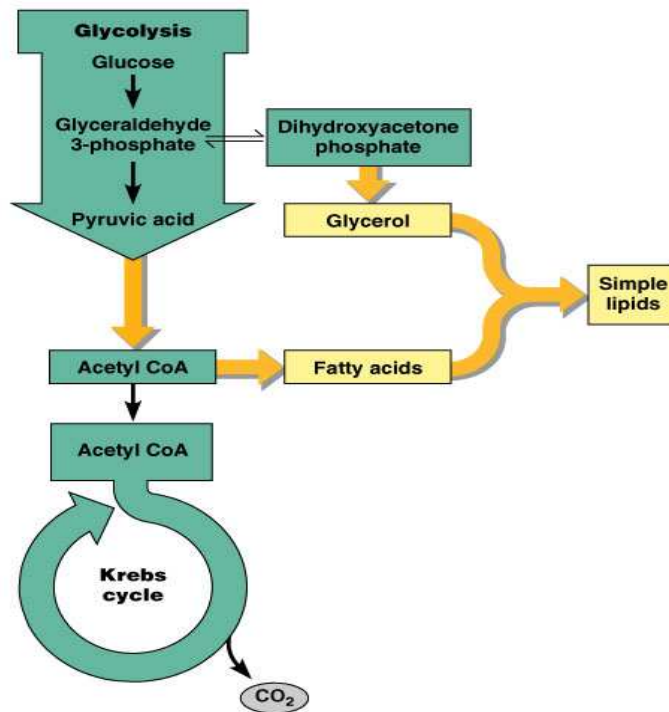 Glycolysis
Glucose
Glyceraldehyde
3-phosphate
Dihydroxyacetone
phosphate
Pyruvic acid
Glycerol
Simple
lipids
Acetyl CoA
Fatty acids
Acetyl CoA
Krebs
cycle
CO₂